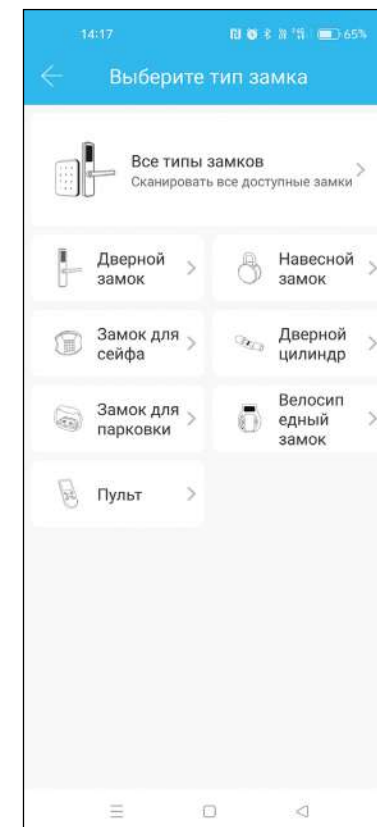 14:17
65%
Выберите тип замка
Все типы замков
Сканировать все доступные замки
Дверной
замок
Навесной
замок
Замок для
сейфа
Дверной
цилиндр
Замок для
парковки
Велосип
едный
замок
Пульт